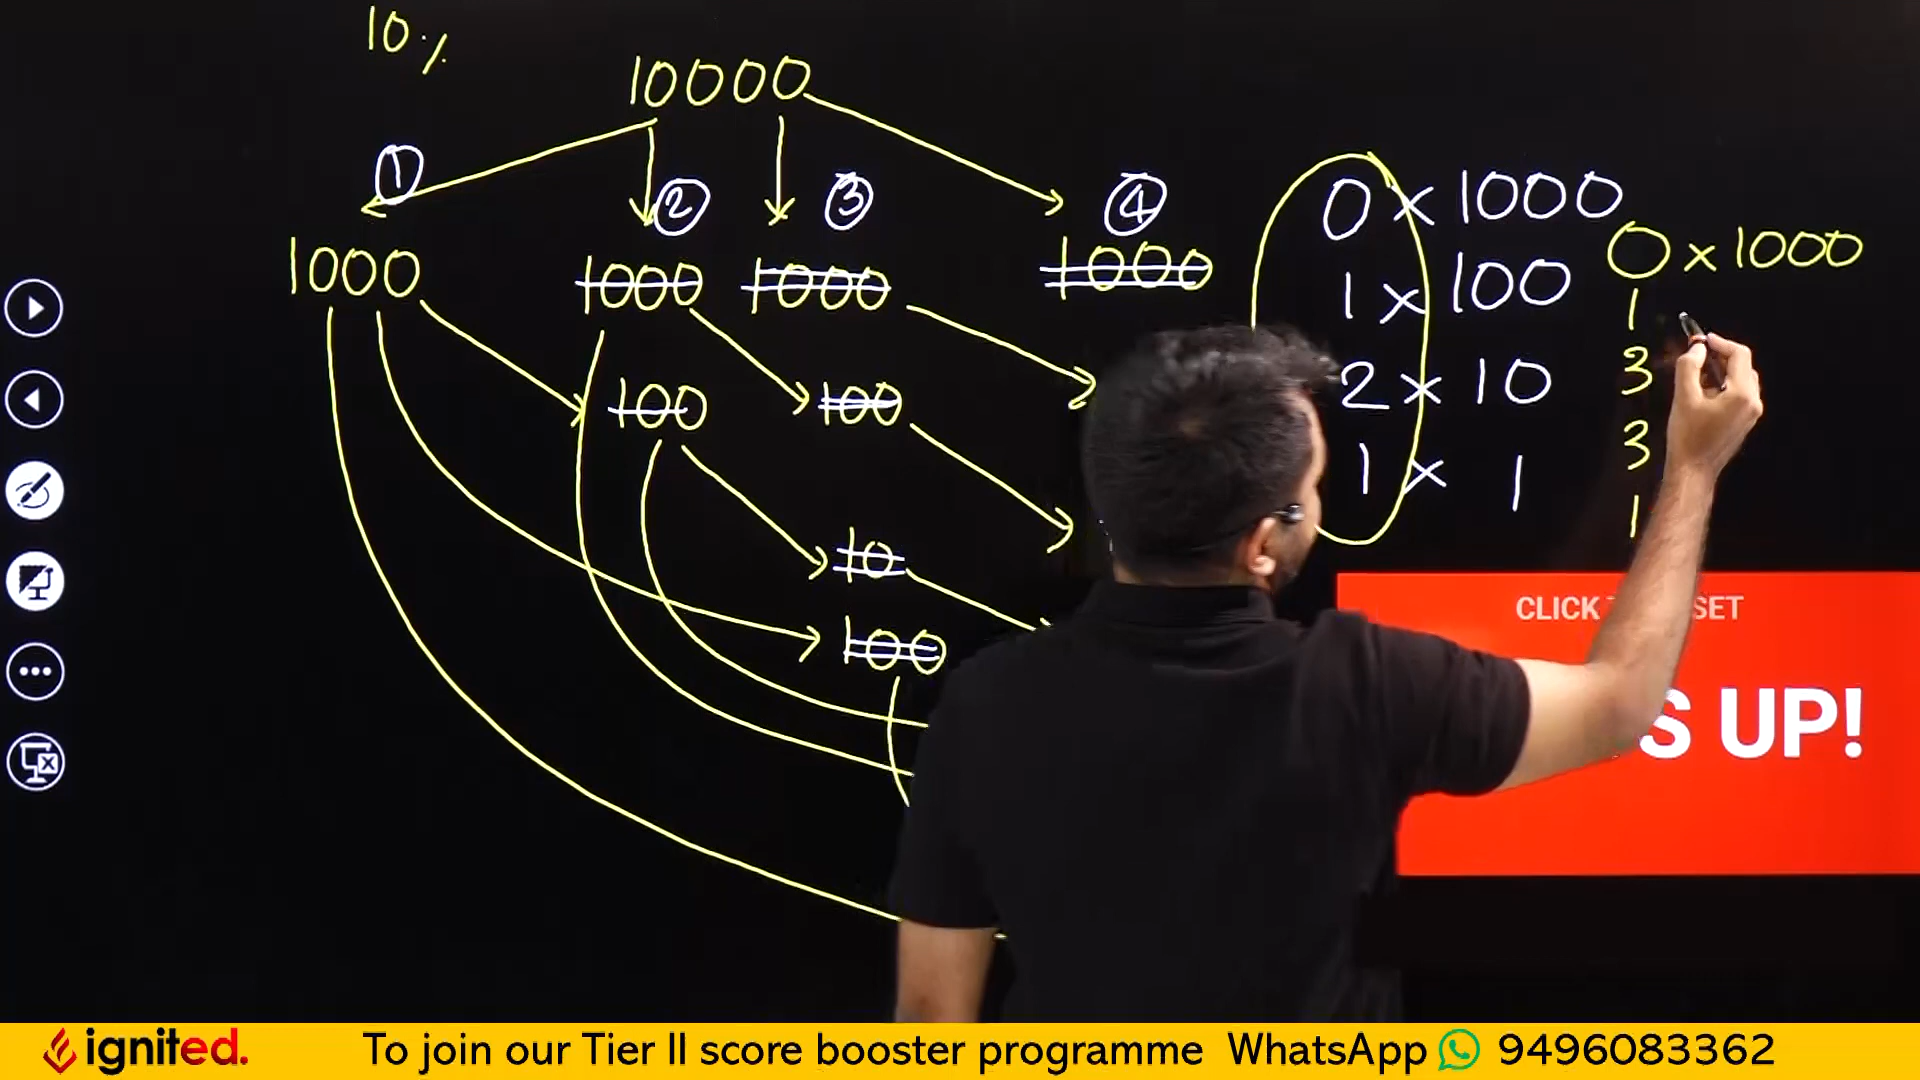 10%
10000
1 2 3 4
1000 1000 1000 1000
100 100
10
100
0 × 1000
1 × 100
2 × 10
1 × 1
0 × 1000
1
3
3
1
CLICK SET
S UP!
ignited.
To join our Tier II score booster programme WhatsApp 9496083362